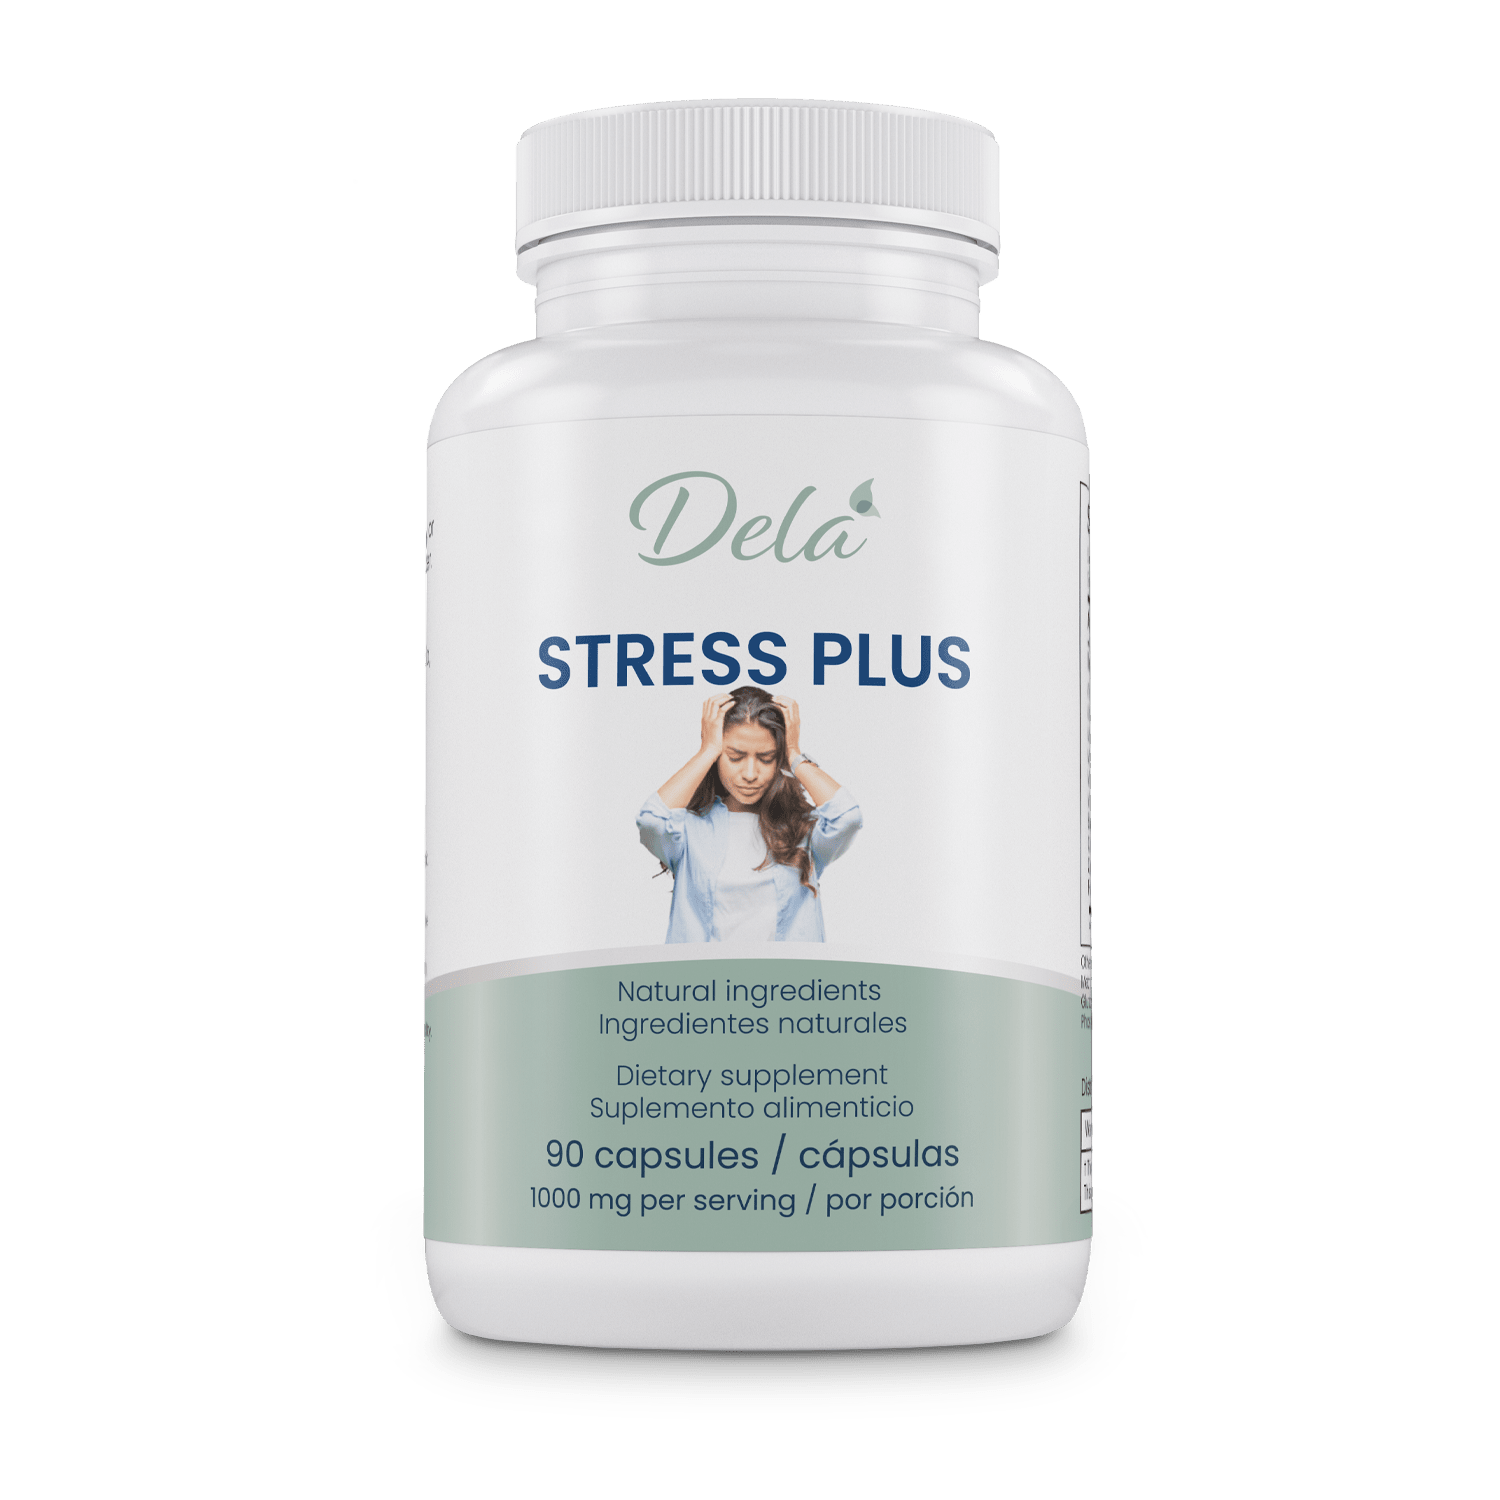 Dela
STRESS PLUS
Natural ingredients
Ingredientes naturales
Dietary supplement
Suplemento alimenticio
90 capsules / cápsulas
1000 mg per serving / por porción